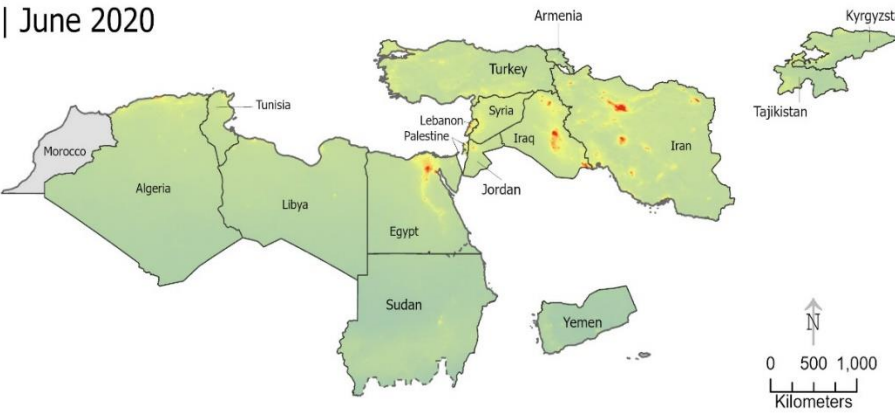 | June 2020
Armenia
Kyrgyzst
Turkey
Tajikistan
Tunisia
Syria
Lebanon
Palestine
Iraq
Iran
Morocco
Algeria
Jordan
Libya
Egypt
Sudan
Yemen
N
0 500 1,000
Kilometers